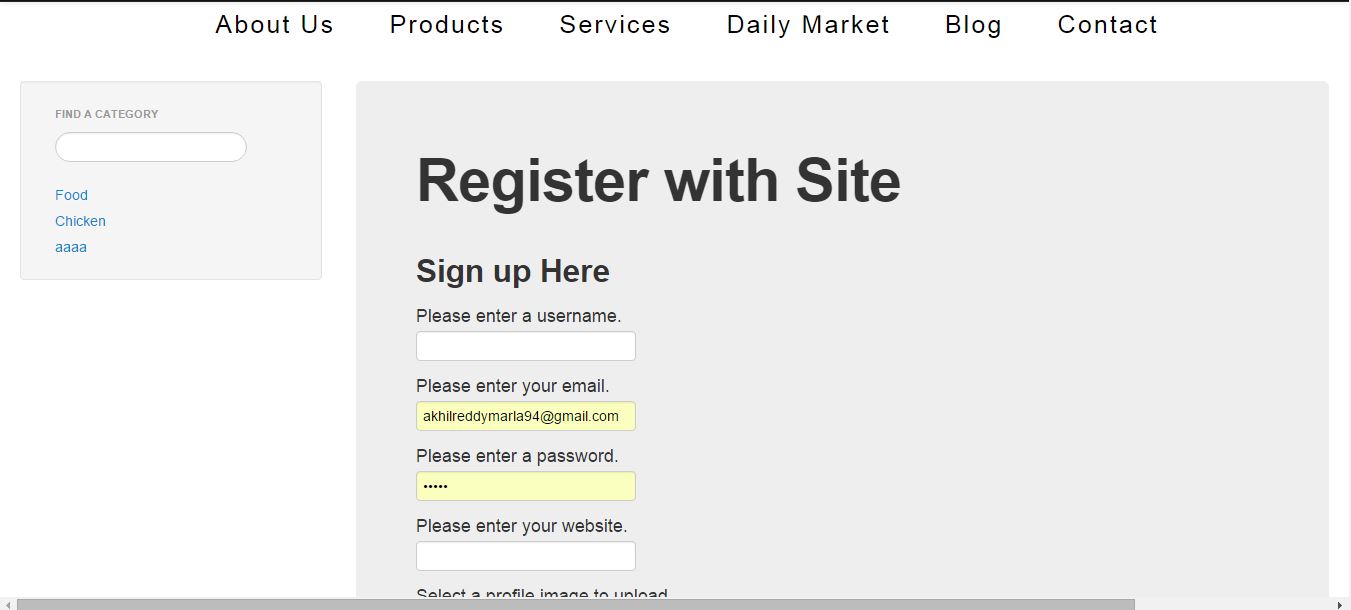 About Us Products Services Daily Market Blog Contact
FIND A CATEGORY
Food
Chicken
aaaa
Register with Site
Sign up Here
Please enter a username.
Please enter your email.
akhilreddymarla94@gmail.com
Please enter a password.
•••••
Please enter your website.
Select a profile image to upload